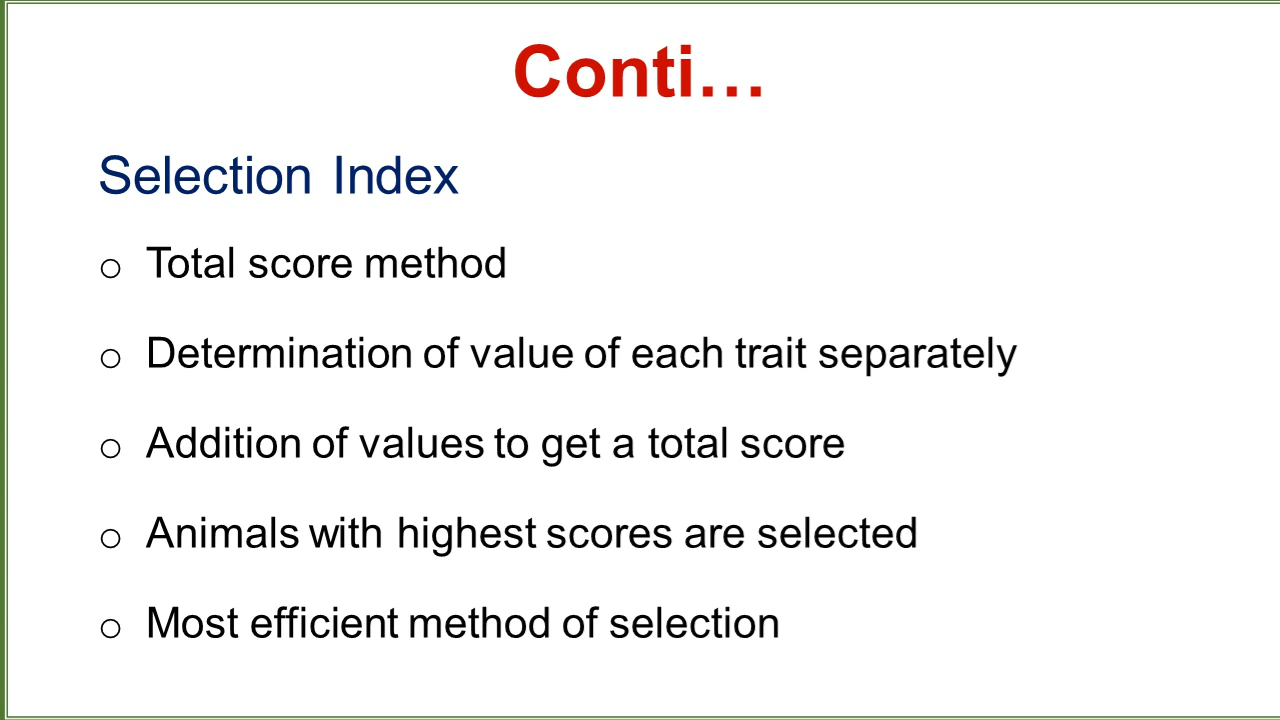 Conti…
Selection Index
o Total score method
o Determination of value of each trait separately
o Addition of values to get a total score
o Animals with highest scores are selected
o Most efficient method of selection